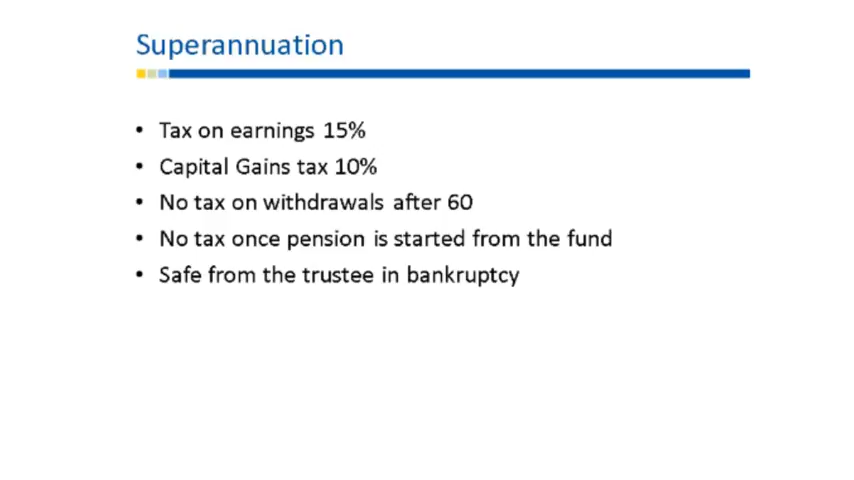 Superannuation
• Tax on earnings 15%
• Capital Gains tax 10%
• No tax on withdrawals after 60
• No tax once pension is started from the fund
• Safe from the trustee in bankruptcy